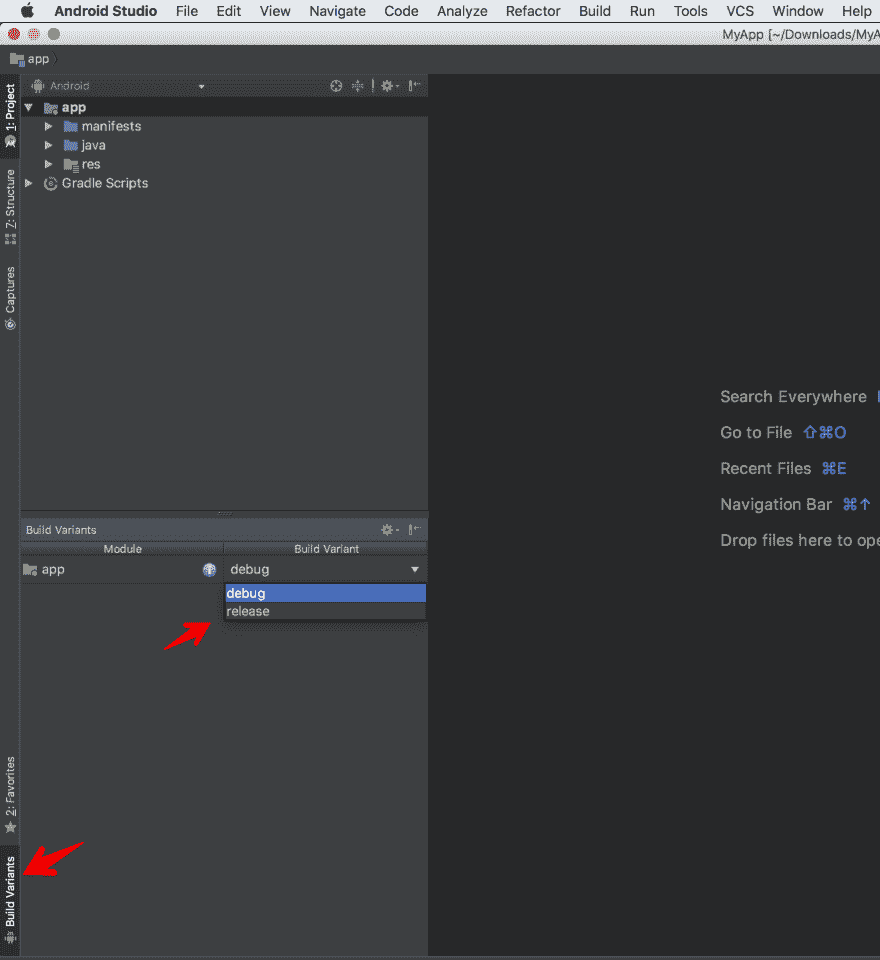 Android Studio File Edit View Navigate Code Analyze Refactor Build Run Tools VCS Window Help
MyApp [~/Downloads/MyA
app
1: Project
Android
app
manifests
java
res
Gradle Scripts
Z: Structure
Captures
Search Everywhere
Go to File ⇧⌘O
Recent Files ⌘E
Navigation Bar ⌘↑
Drop files here to ope
Build Variants
Module Build Variant
app debug
debug
release
2: Favorites
Build Variants